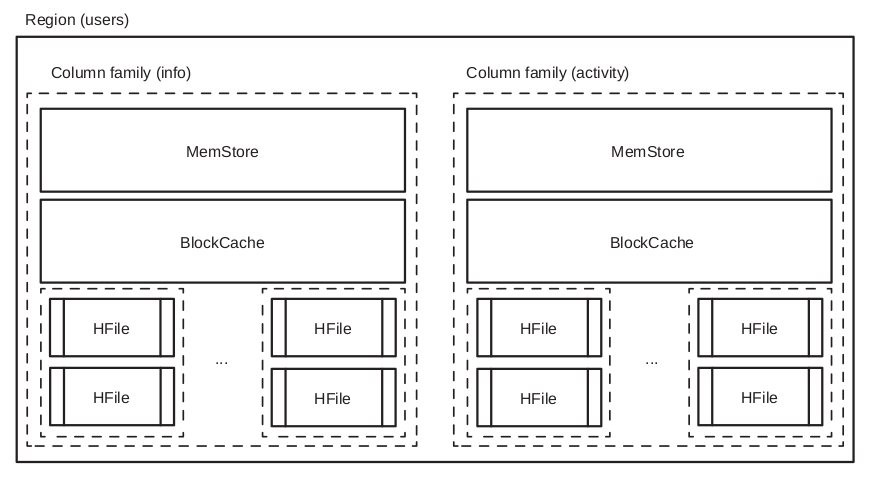 Region (users)
Column family (info)
Column family (activity)
MemStore
MemStore
BlockCache
BlockCache
HFile
HFile
HFile
HFile
...
...
HFile
HFile
HFile
HFile